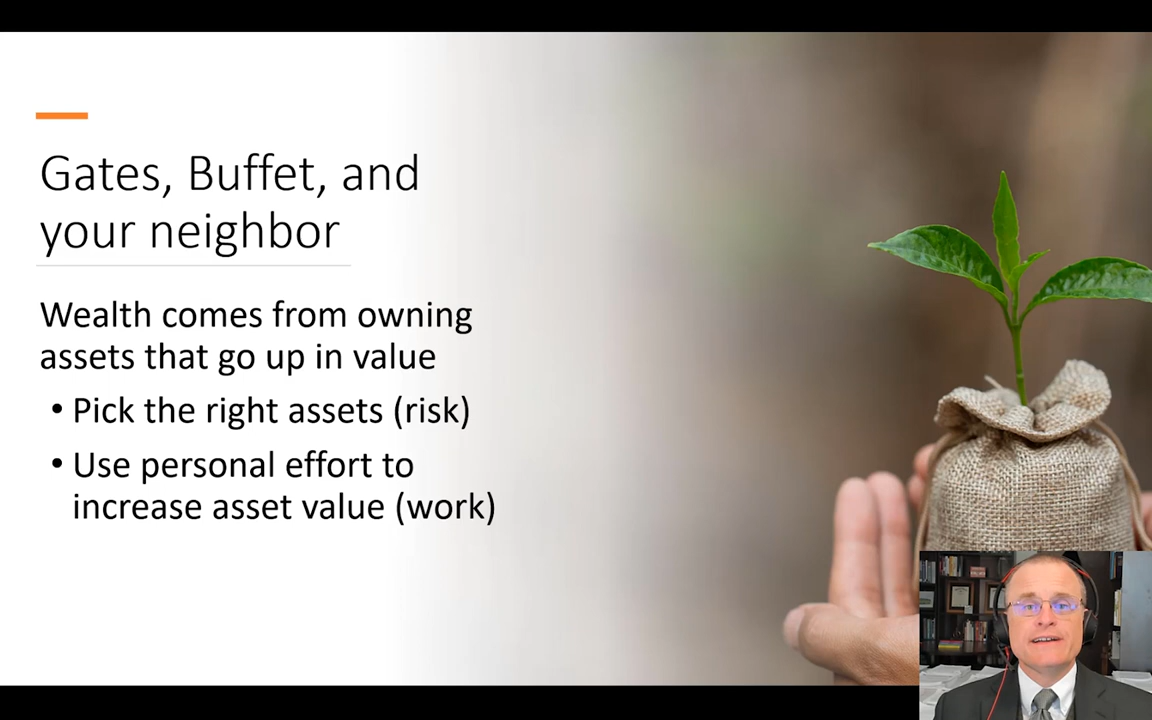 Gates, Buffet, and
your neighbor
Wealth comes from owning
assets that go up in value
• Pick the right assets (risk)
• Use personal effort to
increase asset value (work)